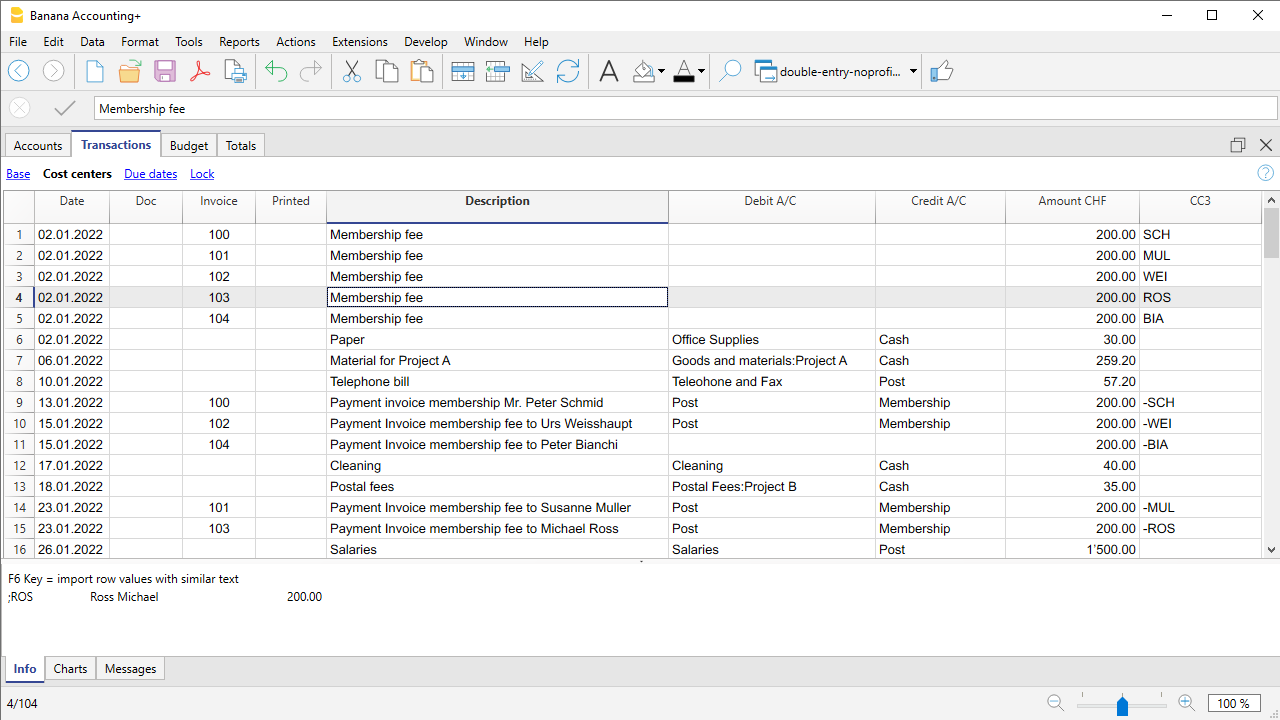 Banana Accounting+
File Edit Data Format Tools Reports Actions Extensions Develop Window Help
double-entry-noprofi...
Membership fee
Accounts Transactions Budget Totals
Base Cost centers Due dates Lock
Date Doc Invoice Printed Description Debit A/C Credit A/C Amount CHF CC3
1 02.01.2022 100 Membership fee 200.00 SCH
2 02.01.2022 101 Membership fee 200.00 MUL
3 02.01.2022 102 Membership fee 200.00 WEI
4 02.01.2022 103 Membership fee 200.00 ROS
5 02.01.2022 104 Membership fee 200.00 BIA
6 02.01.2022 Paper Office Supplies Cash 30.00
7 06.01.2022 Material for Project A Goods and materials:Project A Cash 259.20
8 10.01.2022 Telephone bill Teleohone and Fax Post 57.20
9 13.01.2022 100 Payment invoice membership Mr. Peter Schmid Post Membership 200.00 -SCH
10 15.01.2022 102 Payment Invoice membership fee to Urs Weisshaupt Post Membership 200.00 -WEI
11 15.01.2022 104 Payment Invoice membership fee to Peter Bianchi 200.00 -BIA
12 17.01.2022 Cleaning Cleaning Cash 40.00
13 18.01.2022 Postal fees Postal Fees:Project B Cash 35.00
14 23.01.2022 101 Payment Invoice membership fee to Susanne Muller Post Membership 200.00 -MUL
15 23.01.2022 103 Payment Invoice membership fee to Michael Ross Post Membership 200.00 -ROS
16 26.01.2022 Salaries Salaries Post 1'500.00
F6 Key = import row values with similar text
;ROS Ross Michael 200.00
Info Charts Messages
4/104 100 %